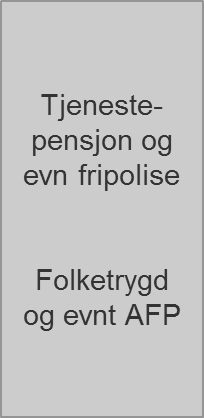 Tjeneste-
pensjon og
evn fripolise
Folketrygd
og evnt AFP